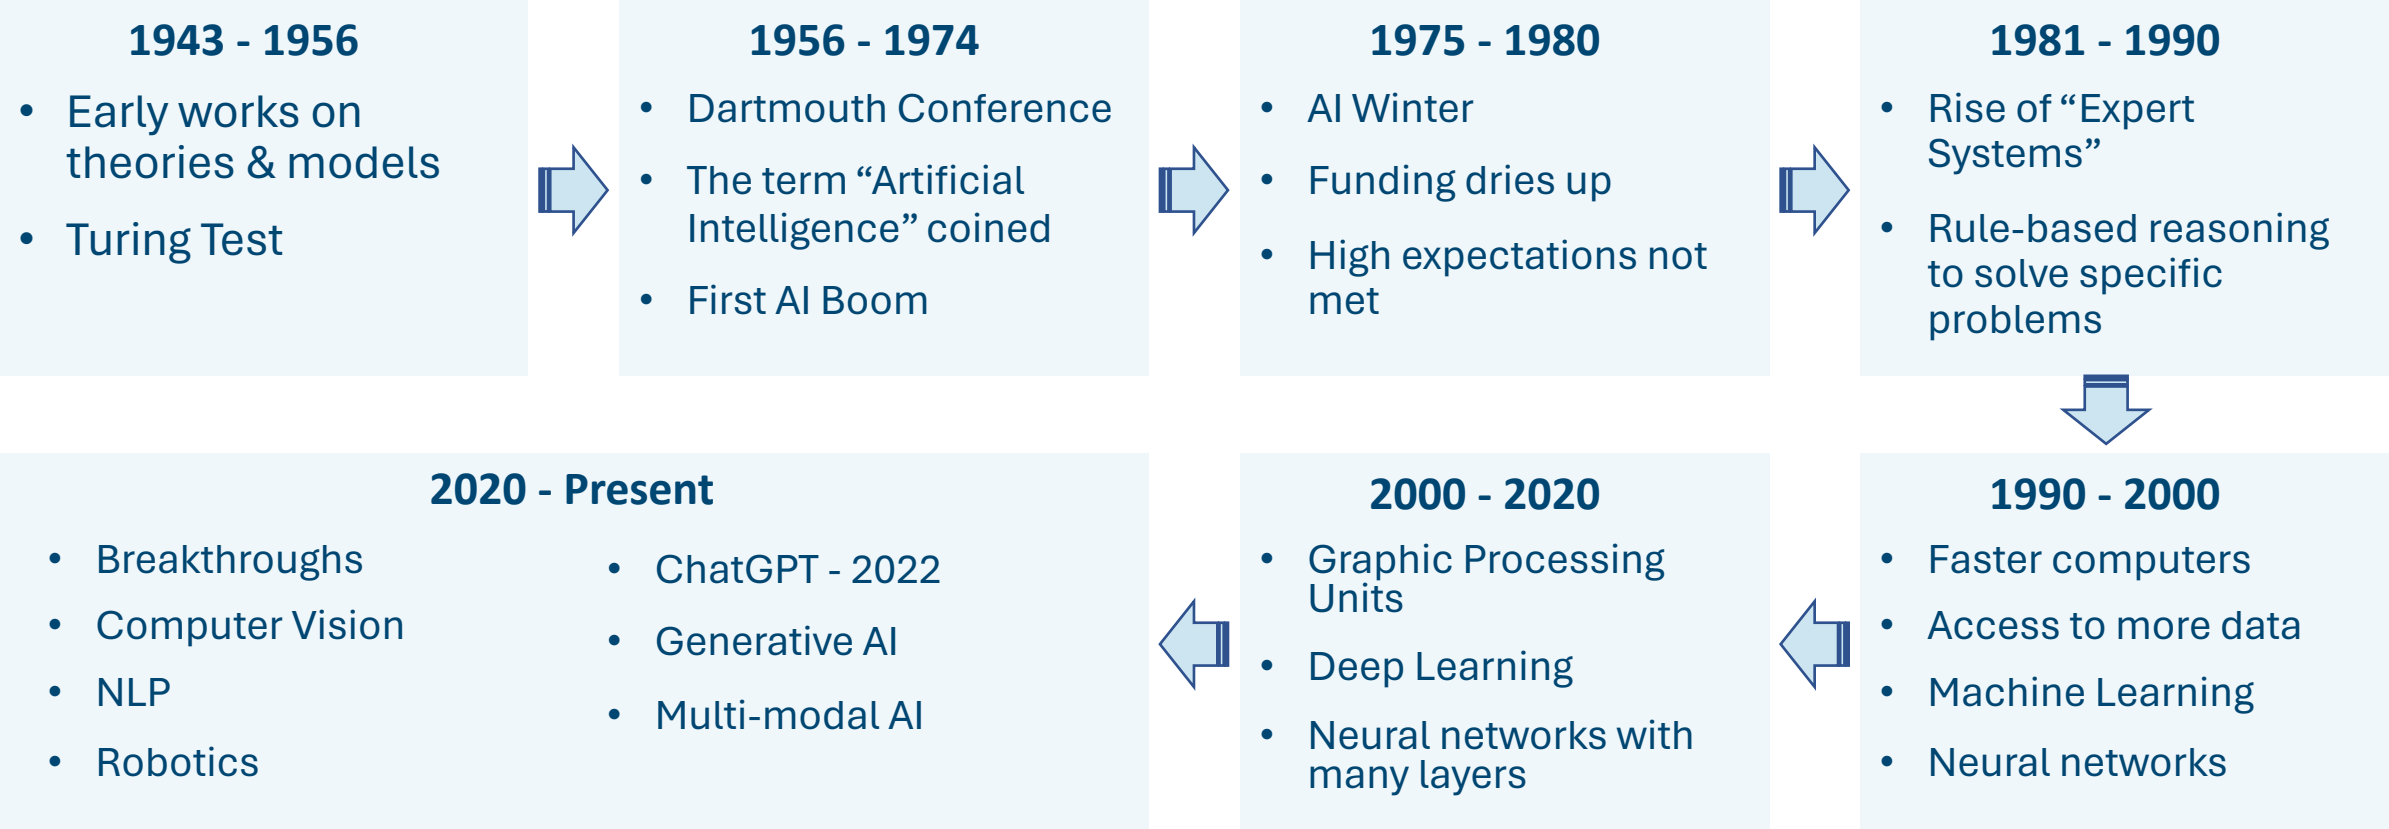 1943 - 1956
• Early works on
theories & models
• Turing Test
1956 - 1974
• Dartmouth Conference
• The term “Artificial
Intelligence” coined
• First AI Boom
1975 - 1980
• AI Winter
• Funding dries up
• High expectations not
met
1981 - 1990
• Rise of “Expert
Systems”
• Rule-based reasoning
to solve specific
problems
1990 - 2000
• Faster computers
• Access to more data
• Machine Learning
• Neural networks
2000 - 2020
• Graphic Processing
Units
• Deep Learning
• Neural networks with
many layers
2020 - Present
• Breakthroughs
• Computer Vision
• NLP
• Robotics
• ChatGPT - 2022
• Generative AI
• Multi-modal AI